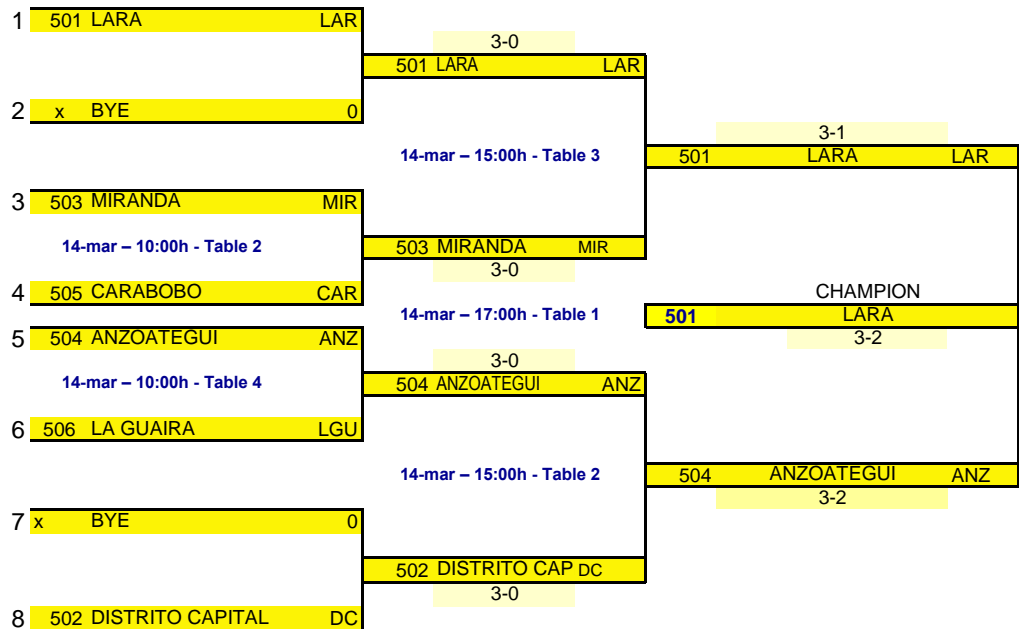 1 501 LARA LAR
3-0
501 LARA LAR
2 x BYE 0
3-1
14-mar – 15:00h - Table 3
501 LARA LAR
3 503 MIRANDA MIR
14-mar – 10:00h - Table 2
503 MIRANDA MIR
3-0
4 505 CARABOBO CAR
CHAMPION
14-mar – 17:00h - Table 1
501 LARA
3-2
5 504 ANZOATEGUI ANZ
3-0
14-mar – 10:00h - Table 4
504 ANZOATEGUI ANZ
6 506 LA GUAIRA LGU
14-mar – 15:00h - Table 2
504 ANZOATEGUI ANZ
3-2
7 x BYE 0
502 DISTRITO CAP DC
3-0
8 502 DISTRITO CAPITAL DC